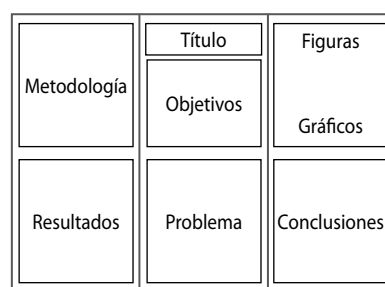 Metodología
Resultados
Título
Objetivos
Problema
Figuras
Gráficos
Conclusiones